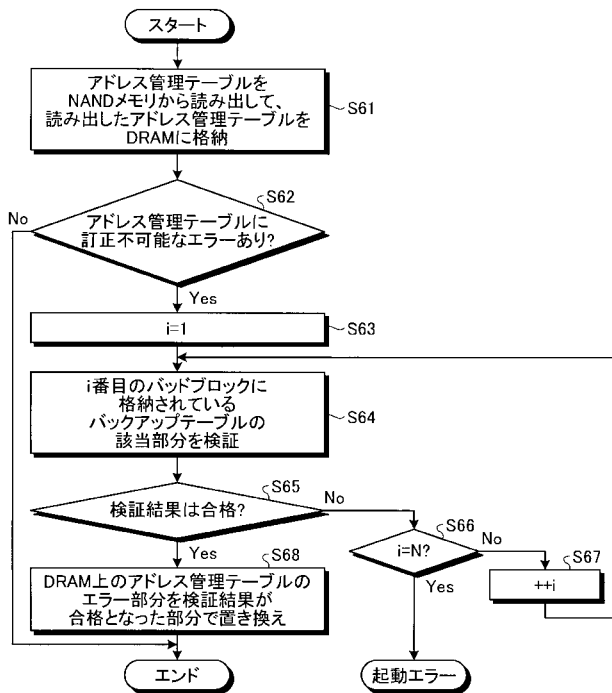 スタート
アドレス管理テーブルを
NANDメモリから読み出して、
読み出したアドレス管理テーブルを
DRAMに格納
S61
S62
No
アドレス管理テーブルに
訂正不可能なエラーあり?
Yes
i=1
S63
i番目のバッドブロックに
格納されている
バックアップテーブルの
該当部分を検証
S64
S65
検証結果は合格?
No
S66
i=N?
No
S67
++i
Yes
S68
Yes
DRAM上のアドレス管理テーブルの
エラー部分を検証結果が
合格となった部分で置き換え
エンド
起動エラー